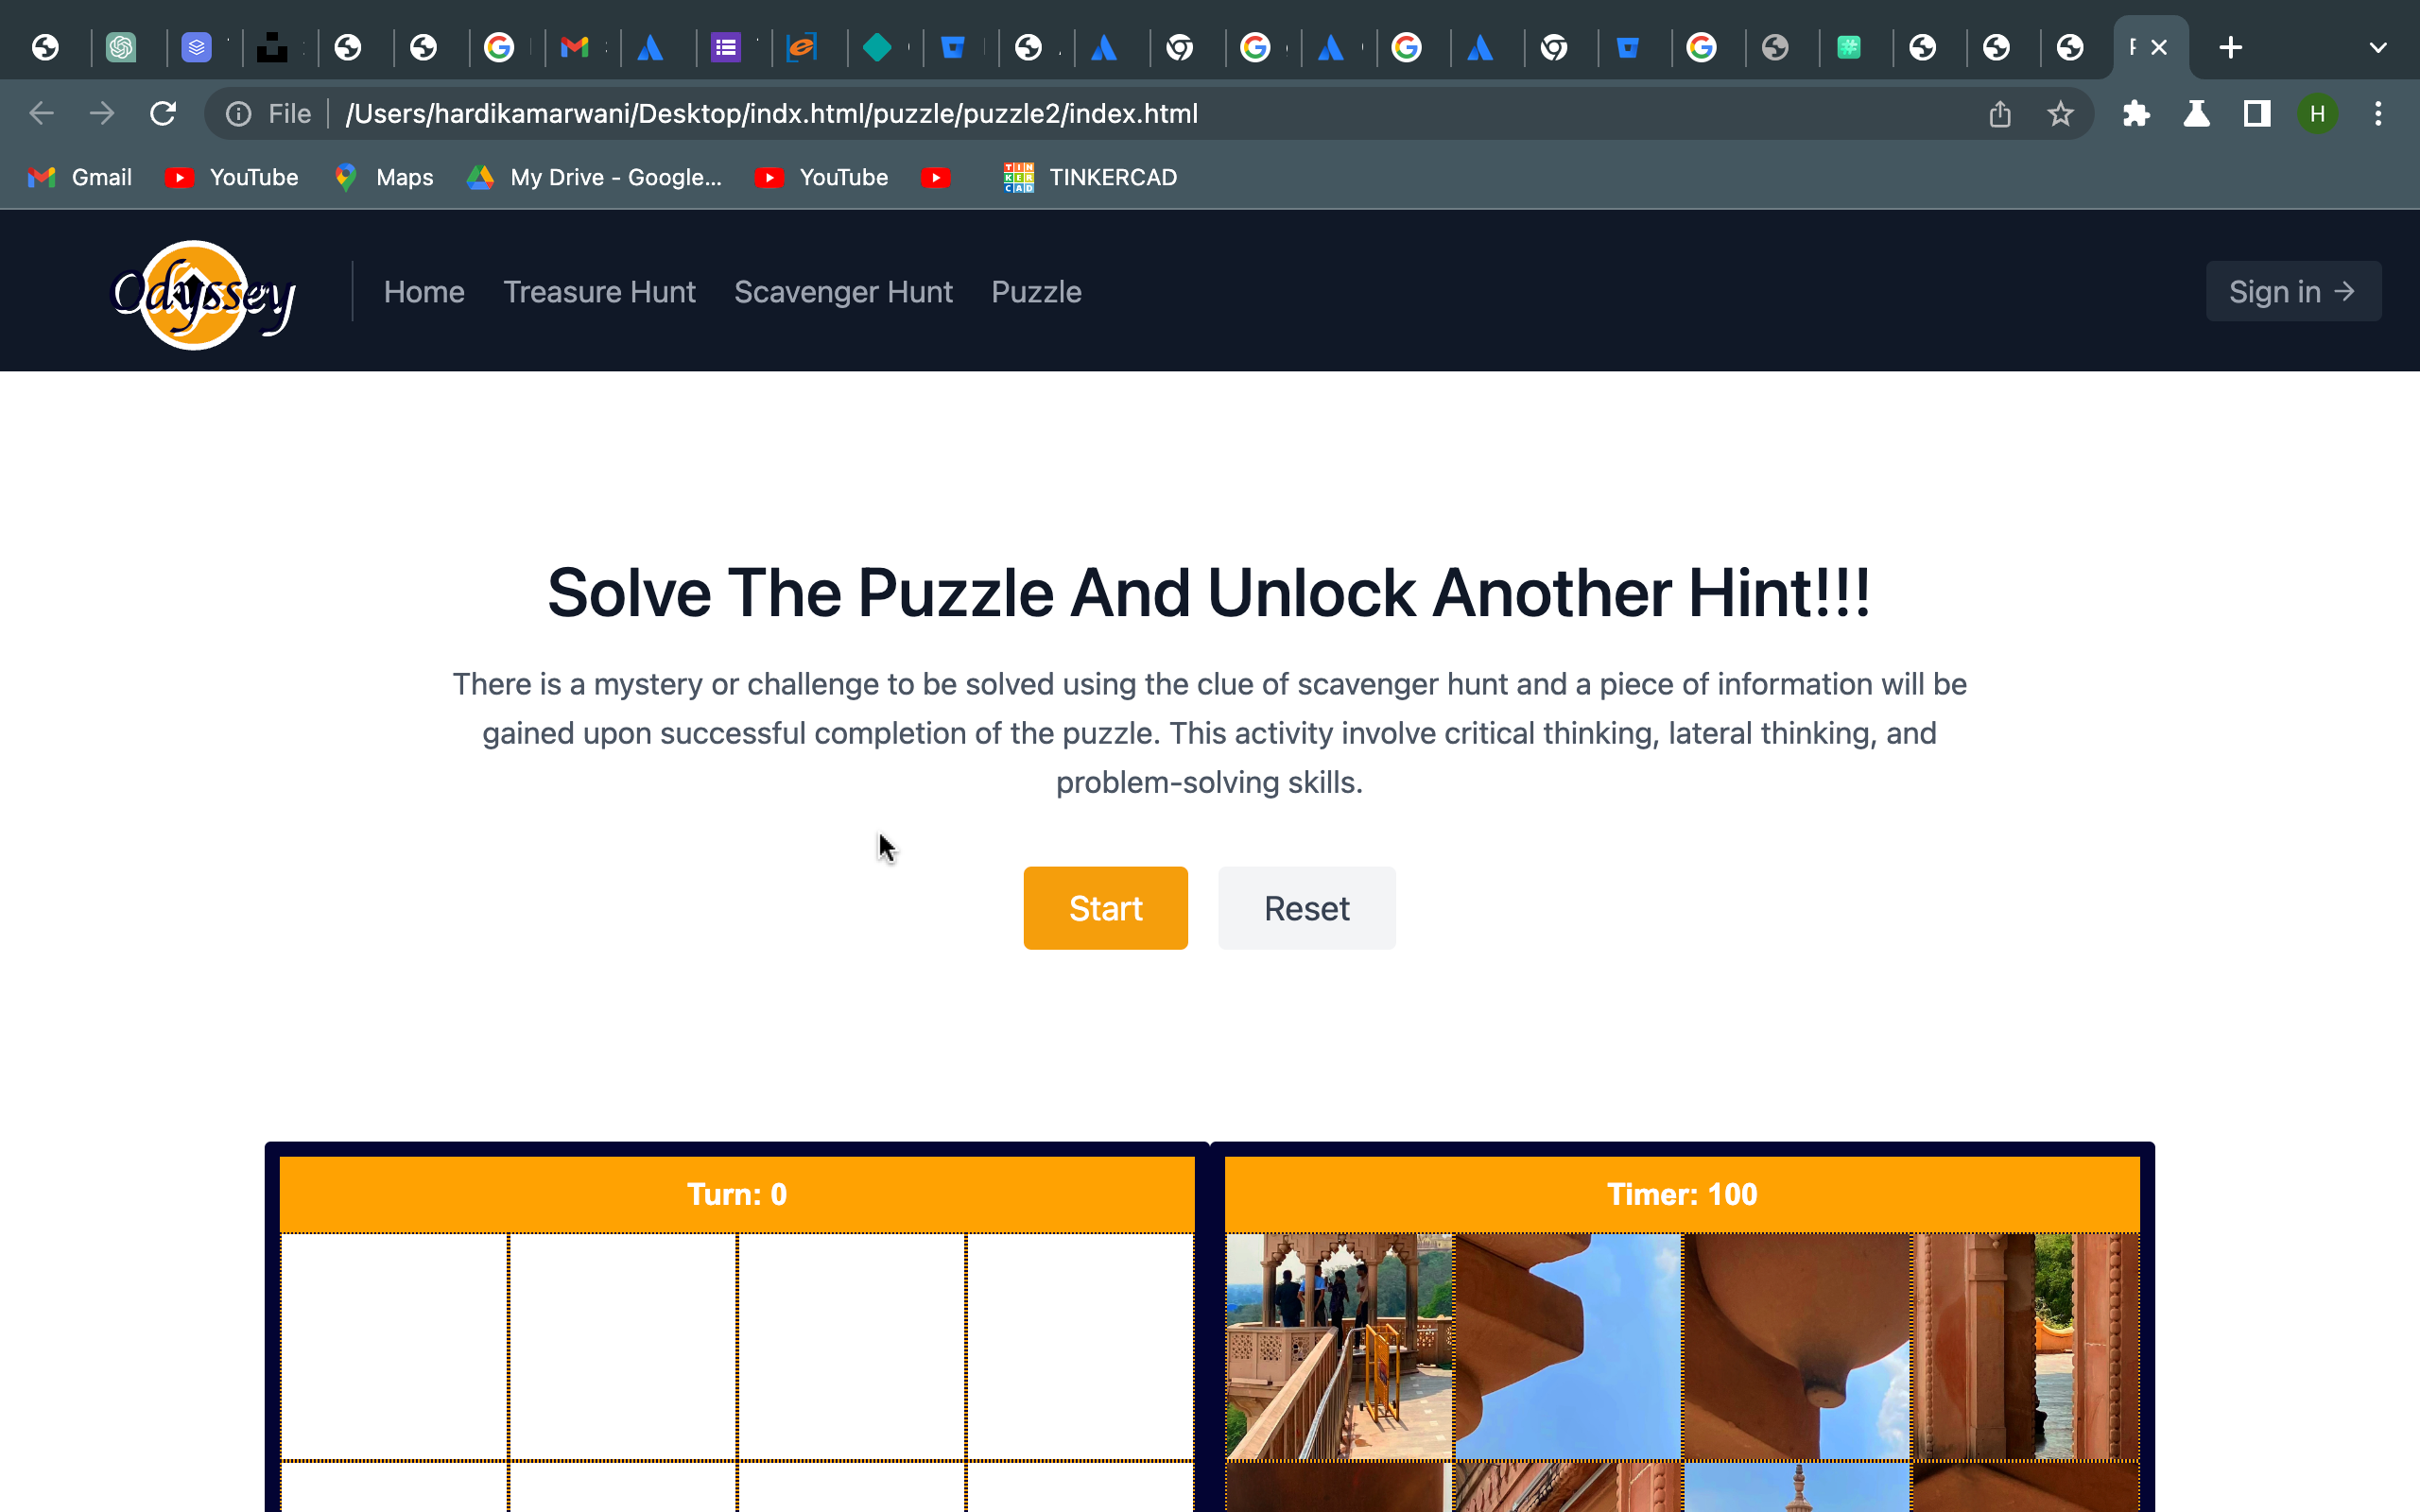 File /Users/hardikamarwani/Desktop/indx.html/puzzle/puzzle2/index.html
H
Gmail YouTube Maps My Drive - Google... YouTube TINKERCAD
Odyssey Home Treasure Hunt Scavenger Hunt Puzzle Sign in →
Solve The Puzzle And Unlock Another Hint!!!
There is a mystery or challenge to be solved using the clue of scavenger hunt and a piece of information will be
gained upon successful completion of the puzzle. This activity involve critical thinking, lateral thinking, and
problem-solving skills.
Start Reset
Turn: 0 Timer: 100